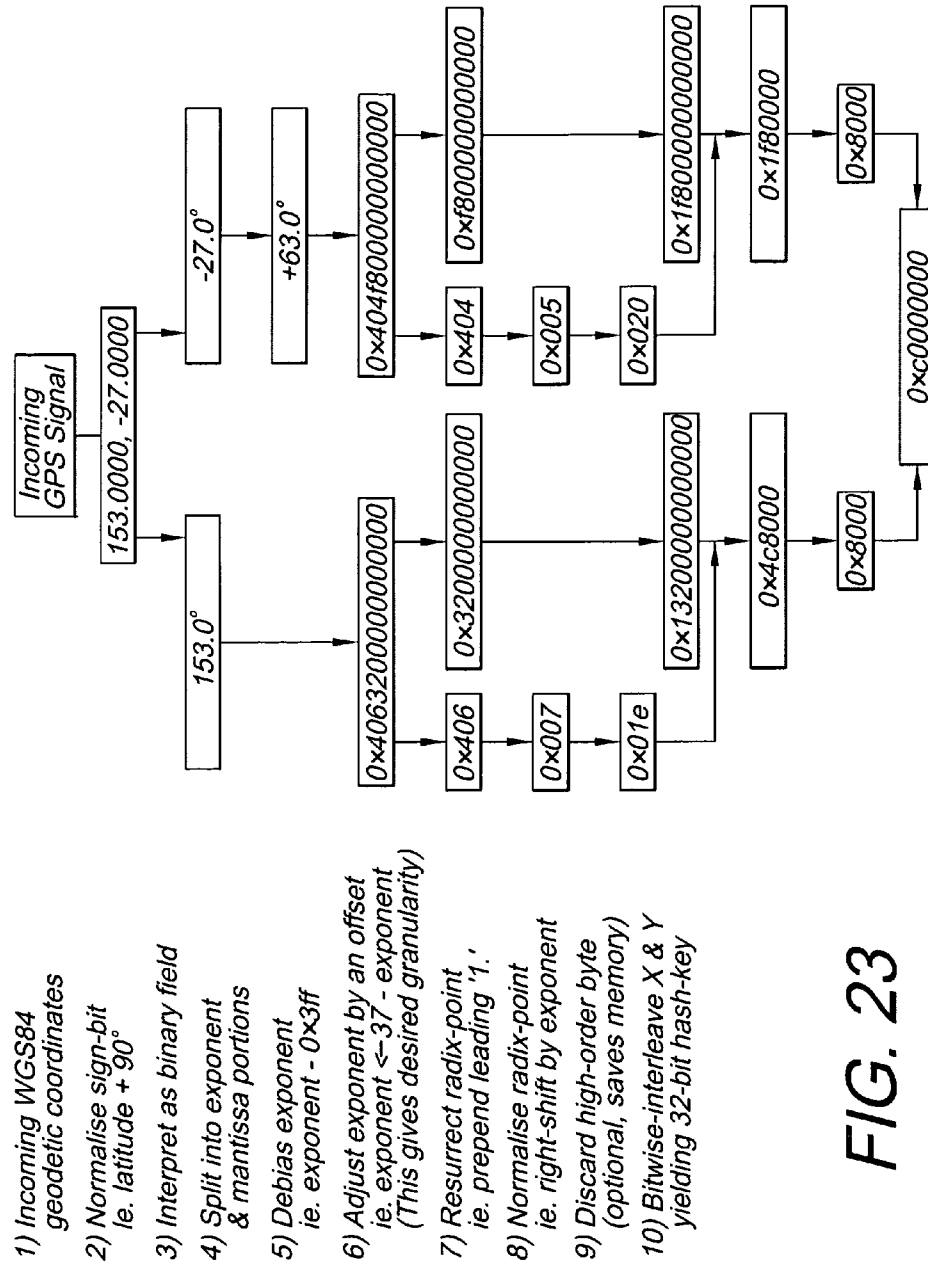 1) Incoming WGS84
geodetic coordinates
2) Normalise sign-bit
Ie. latitude + 90°
3) Interpret as binary field
4) Split into exponent
& mantissa portions
5) Debias exponent
ie. exponent - 0×3ff
6) Adjust exponent by an offset
ie. exponent <– 37 - exponent
(This gives desired granularity)
7) Resurrect radix-point
ie. prepend leading '1.'
8) Normalise radix-point
ie. right-shift by exponent
9) Discard high-order byte
(optional, saves memory)
10) Bitwise-interleave X & Y
yielding 32-bit hash-key
Incoming
GPS Signal
153.0000, -27.0000
153.0°
-27.0°
+63.0°
0×4063200000000000
0×404f800000000000
0×406
0×3200000000000
0×404
0×f800000000000
0×007
0×005
0×01e
0×020
0×13200000000000
0×1f800000000000
0×4c8000
0×1f80000
0×8000
0×8000
0×c0000000
FIG. 23